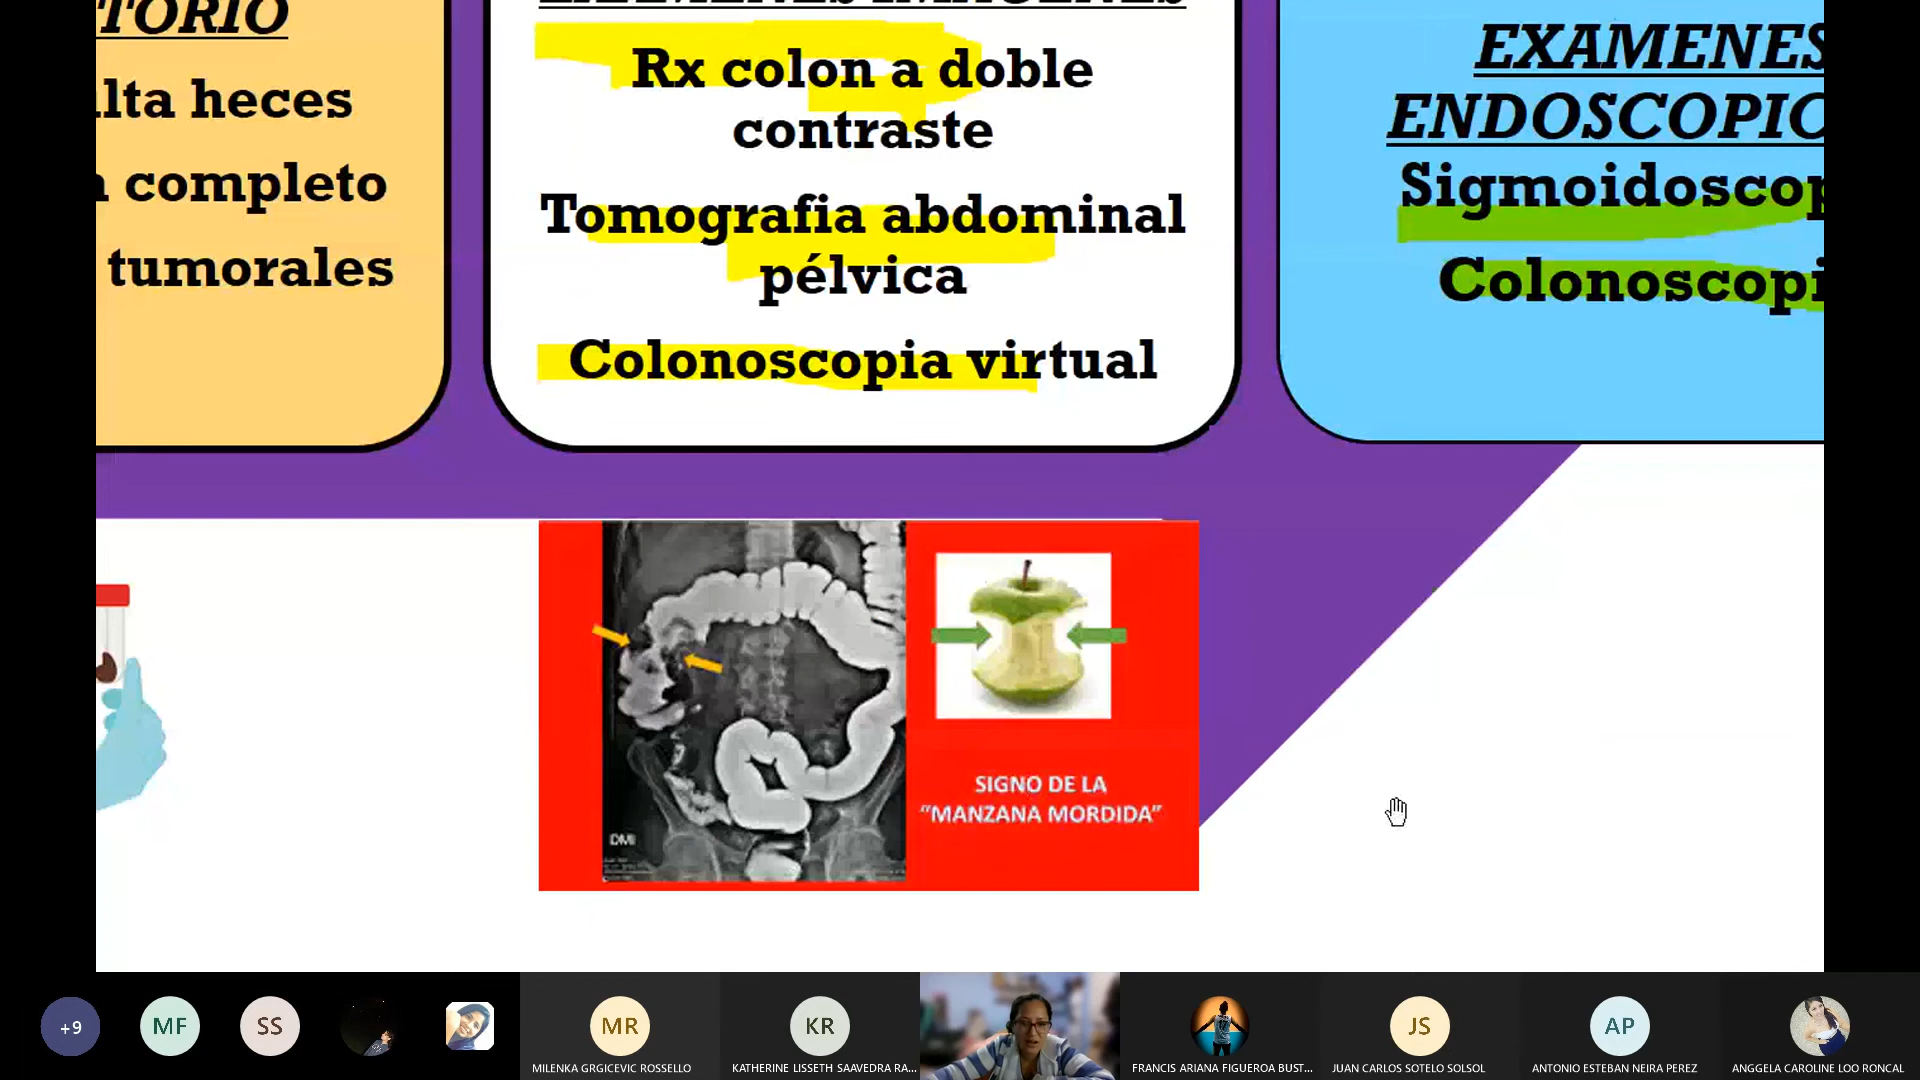 TORIO
lta heces
completo
tumorales
EXAMENES IMAGENES
Rx colon a doble
contraste
Tomografia abdominal
pélvica
Colonoscopia virtual
EXAMENES
ENDOSCOPIC
Sigmoidoscop
Colonoscopi
DMI
SIGNO DE LA
“MANZANA MORDIDA”
+9
MF
SS
MR
MILENKA GRGICEVIC ROSSELLO
KR
KATHERINE LISSETH SAAVEDRA RA...
FRANCIS ARIANA FIGUEROA BUST...
JS
JUAN CARLOS SOTELO SOLSOL
AP
ANTONIO ESTEBAN NEIRA PEREZ
ANGGELA CAROLINE LOO RONCAL